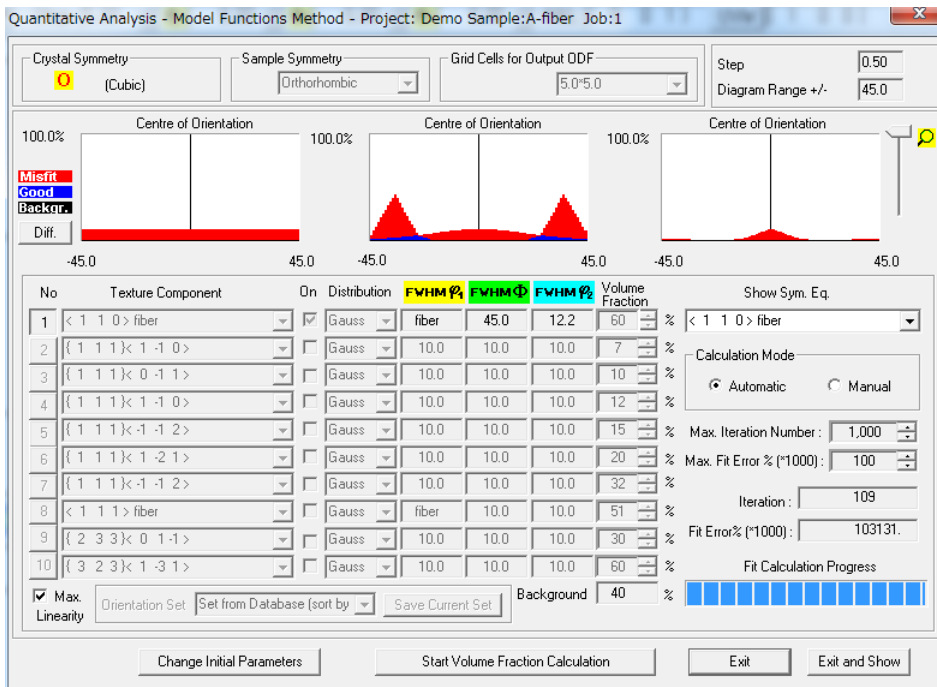 Quantitative Analysis - Model Functions Method - Project: Demo Sample:A-fiber Job:1
Crystal Symmetry
O (Cubic)
Sample Symmetry
Orthorhombic
Grid Cells for Output ODF
5.0*5.0
Step 0.50
Diagram Range +/- 45.0
100.0% Centre of Orientation 100.0% Centre of Orientation 100.0% Centre of Orientation
Misfit
Good
Backgr.
Diff.
-45.0 45.0 -45.0 45.0 -45.0 45.0
No Texture Component On Distribution FWHM φ1 FWHM Φ FWHM φ2 Volume Fraction Show Sym. Eq.
1 < 1 1 0> fiber Gauss fiber 45.0 12.2 60 % < 1 1 0> fiber
2 { 1 1 1}< 1 -1 0> Gauss 10.0 10.0 10.0 7 %
3 { 1 1 1}< 0 -1 1> Gauss 10.0 10.0 10.0 10 %
4 { 1 1 1}< 1 -1 0> Gauss 10.0 10.0 10.0 12 %
5 { 1 1 1}< -1 -1 2> Gauss 10.0 10.0 10.0 15 %
6 { 1 1 1}< 1 -2 1> Gauss 10.0 10.0 10.0 20 %
7 { 1 1 1}< -1 -1 2> Gauss 10.0 10.0 10.0 32 %
8 < 1 1 1> fiber Gauss fiber 10.0 10.0 51 %
9 { 2 3 3}< 0 1 -1> Gauss 10.0 10.0 10.0 30 %
10 { 3 2 3}< 1 -3 1> Gauss 10.0 10.0 10.0 60 %
Calculation Mode
Automatic Manual
Max. Iteration Number : 1,000
Max. Fit Error % (*1000) : 100
Iteration : 109
Fit Error% (*1000) : 103131.
Fit Calculation Progress
Max. Linearity
Orientation Set Set from Database (sort by Save Current Set
Background 40 %
Change Initial Parameters Start Volume Fraction Calculation Exit Exit and Show